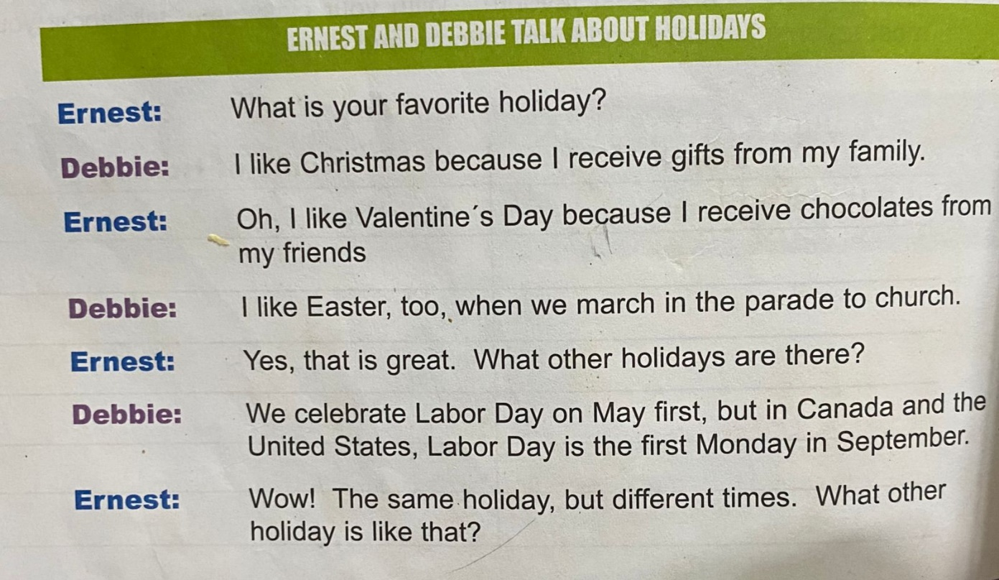 ERNEST AND DEBBIE TALK ABOUT HOLIDAYS
Ernest: What is your favorite holiday?
Debbie: I like Christmas because I receive gifts from my family.
Ernest: Oh, I like Valentine´s Day because I receive chocolates from
my friends
Debbie: I like Easter, too, when we march in the parade to church.
Ernest: Yes, that is great. What other holidays are there?
Debbie: We celebrate Labor Day on May first, but in Canada and the
United States, Labor Day is the first Monday in September.
Ernest: Wow! The same holiday, but different times. What other
holiday is like that?